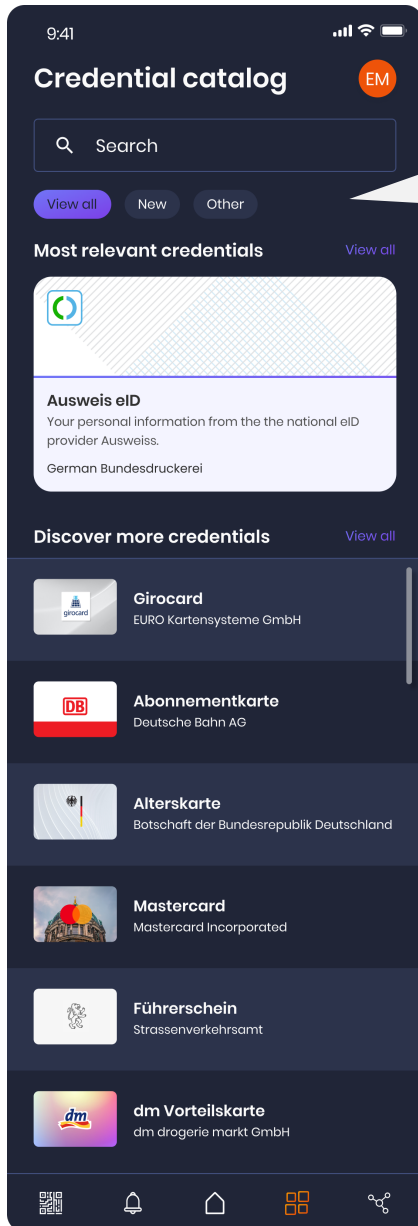 9:41
Credential catalog
EM
Search
View all
New
Other
Most relevant credentials
View all
Ausweis eID
Your personal information from the the national eID
provider Ausweiss.
German Bundesdruckerei
Discover more credentials
View all
girocard
Girocard
EURO Kartensysteme GmbH
DB
Abonnementkarte
Deutsche Bahn AG
Alterskarte
Botschaft der Bundesrepublik Deutschland
Mastercard
Mastercard Incorporated
Führerschein
Strassenverkehrsamt
dm
dm Vorteilskarte
dm drogerie markt GmbH